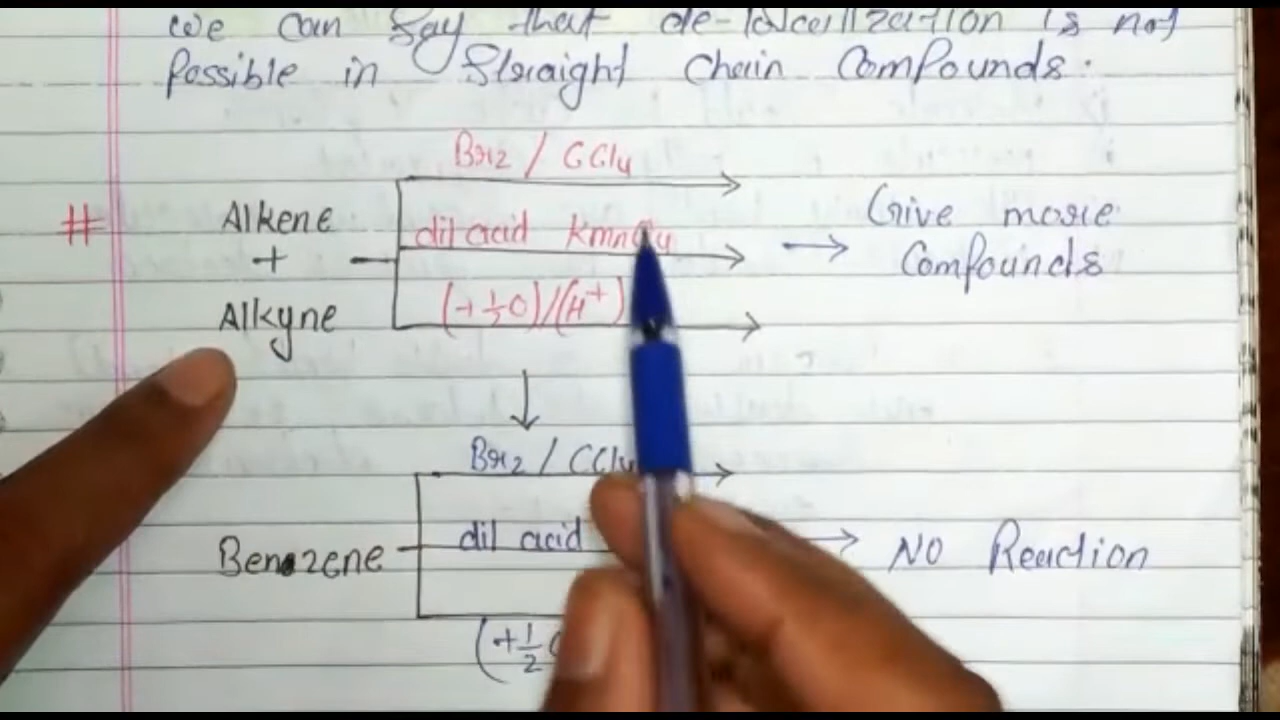 we can say that de-localization is not
Possible in Straight Chain Compounds.
Br2 / CCl4
# Alkene
dil acid KmnO4
Give more
Compounds
+
(+½O)/(H+)
Alkyne
Br2 / CCl4
dil acid
Benzene
NO Reaction
(+½